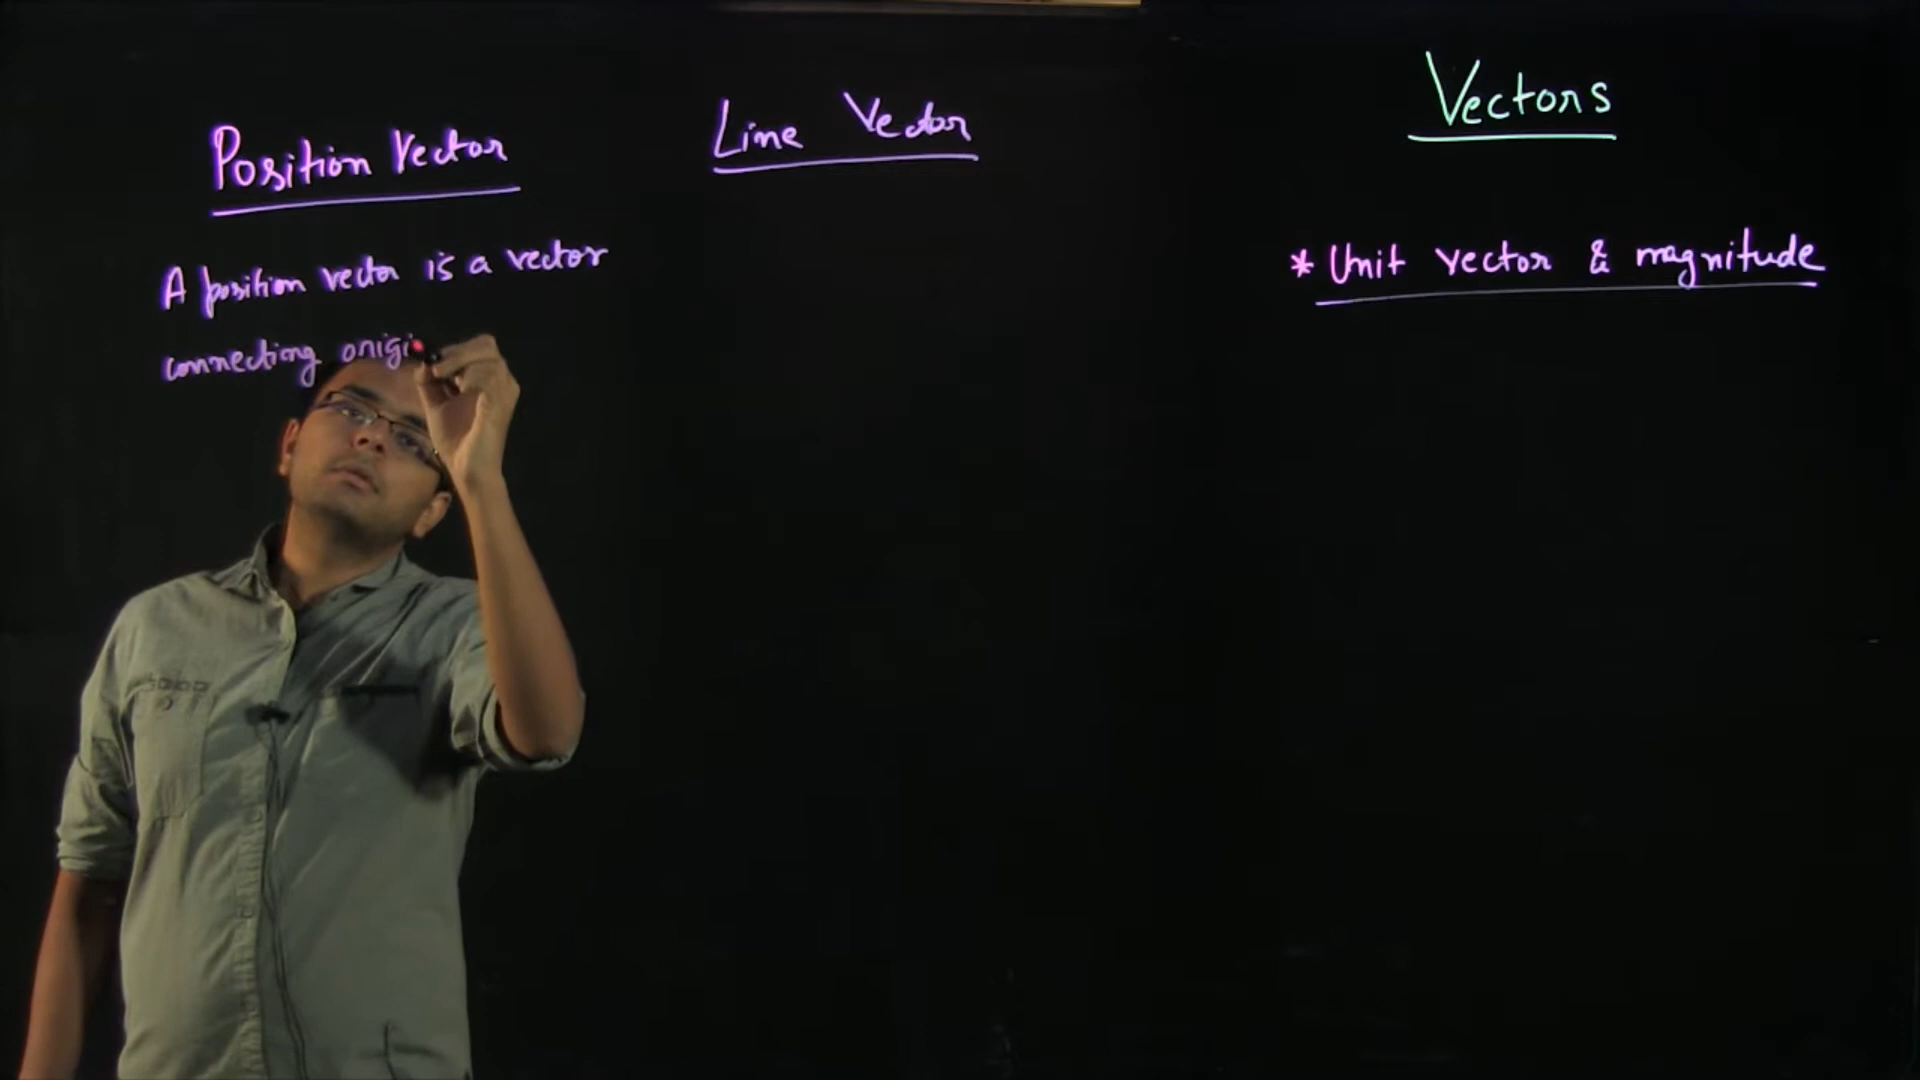 Vectors
Position Vector
Line Vector
* Unit vector & magnitude
A position vector is a vector
connecting origi